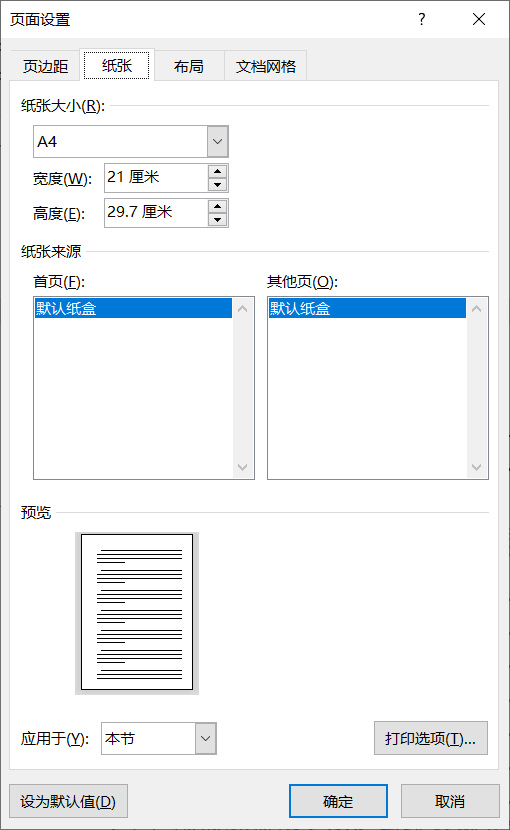 页面设置 ?
页边距 纸张 布局 文档网格
纸张大小(R):
A4
宽度(W): 21 厘米
高度(E): 29.7 厘米
纸张来源
首页(F): 其他页(O):
默认纸盒 默认纸盒
预览
应用于(Y): 本节 打印选项(T)...
设为默认值(D) 确定 取消